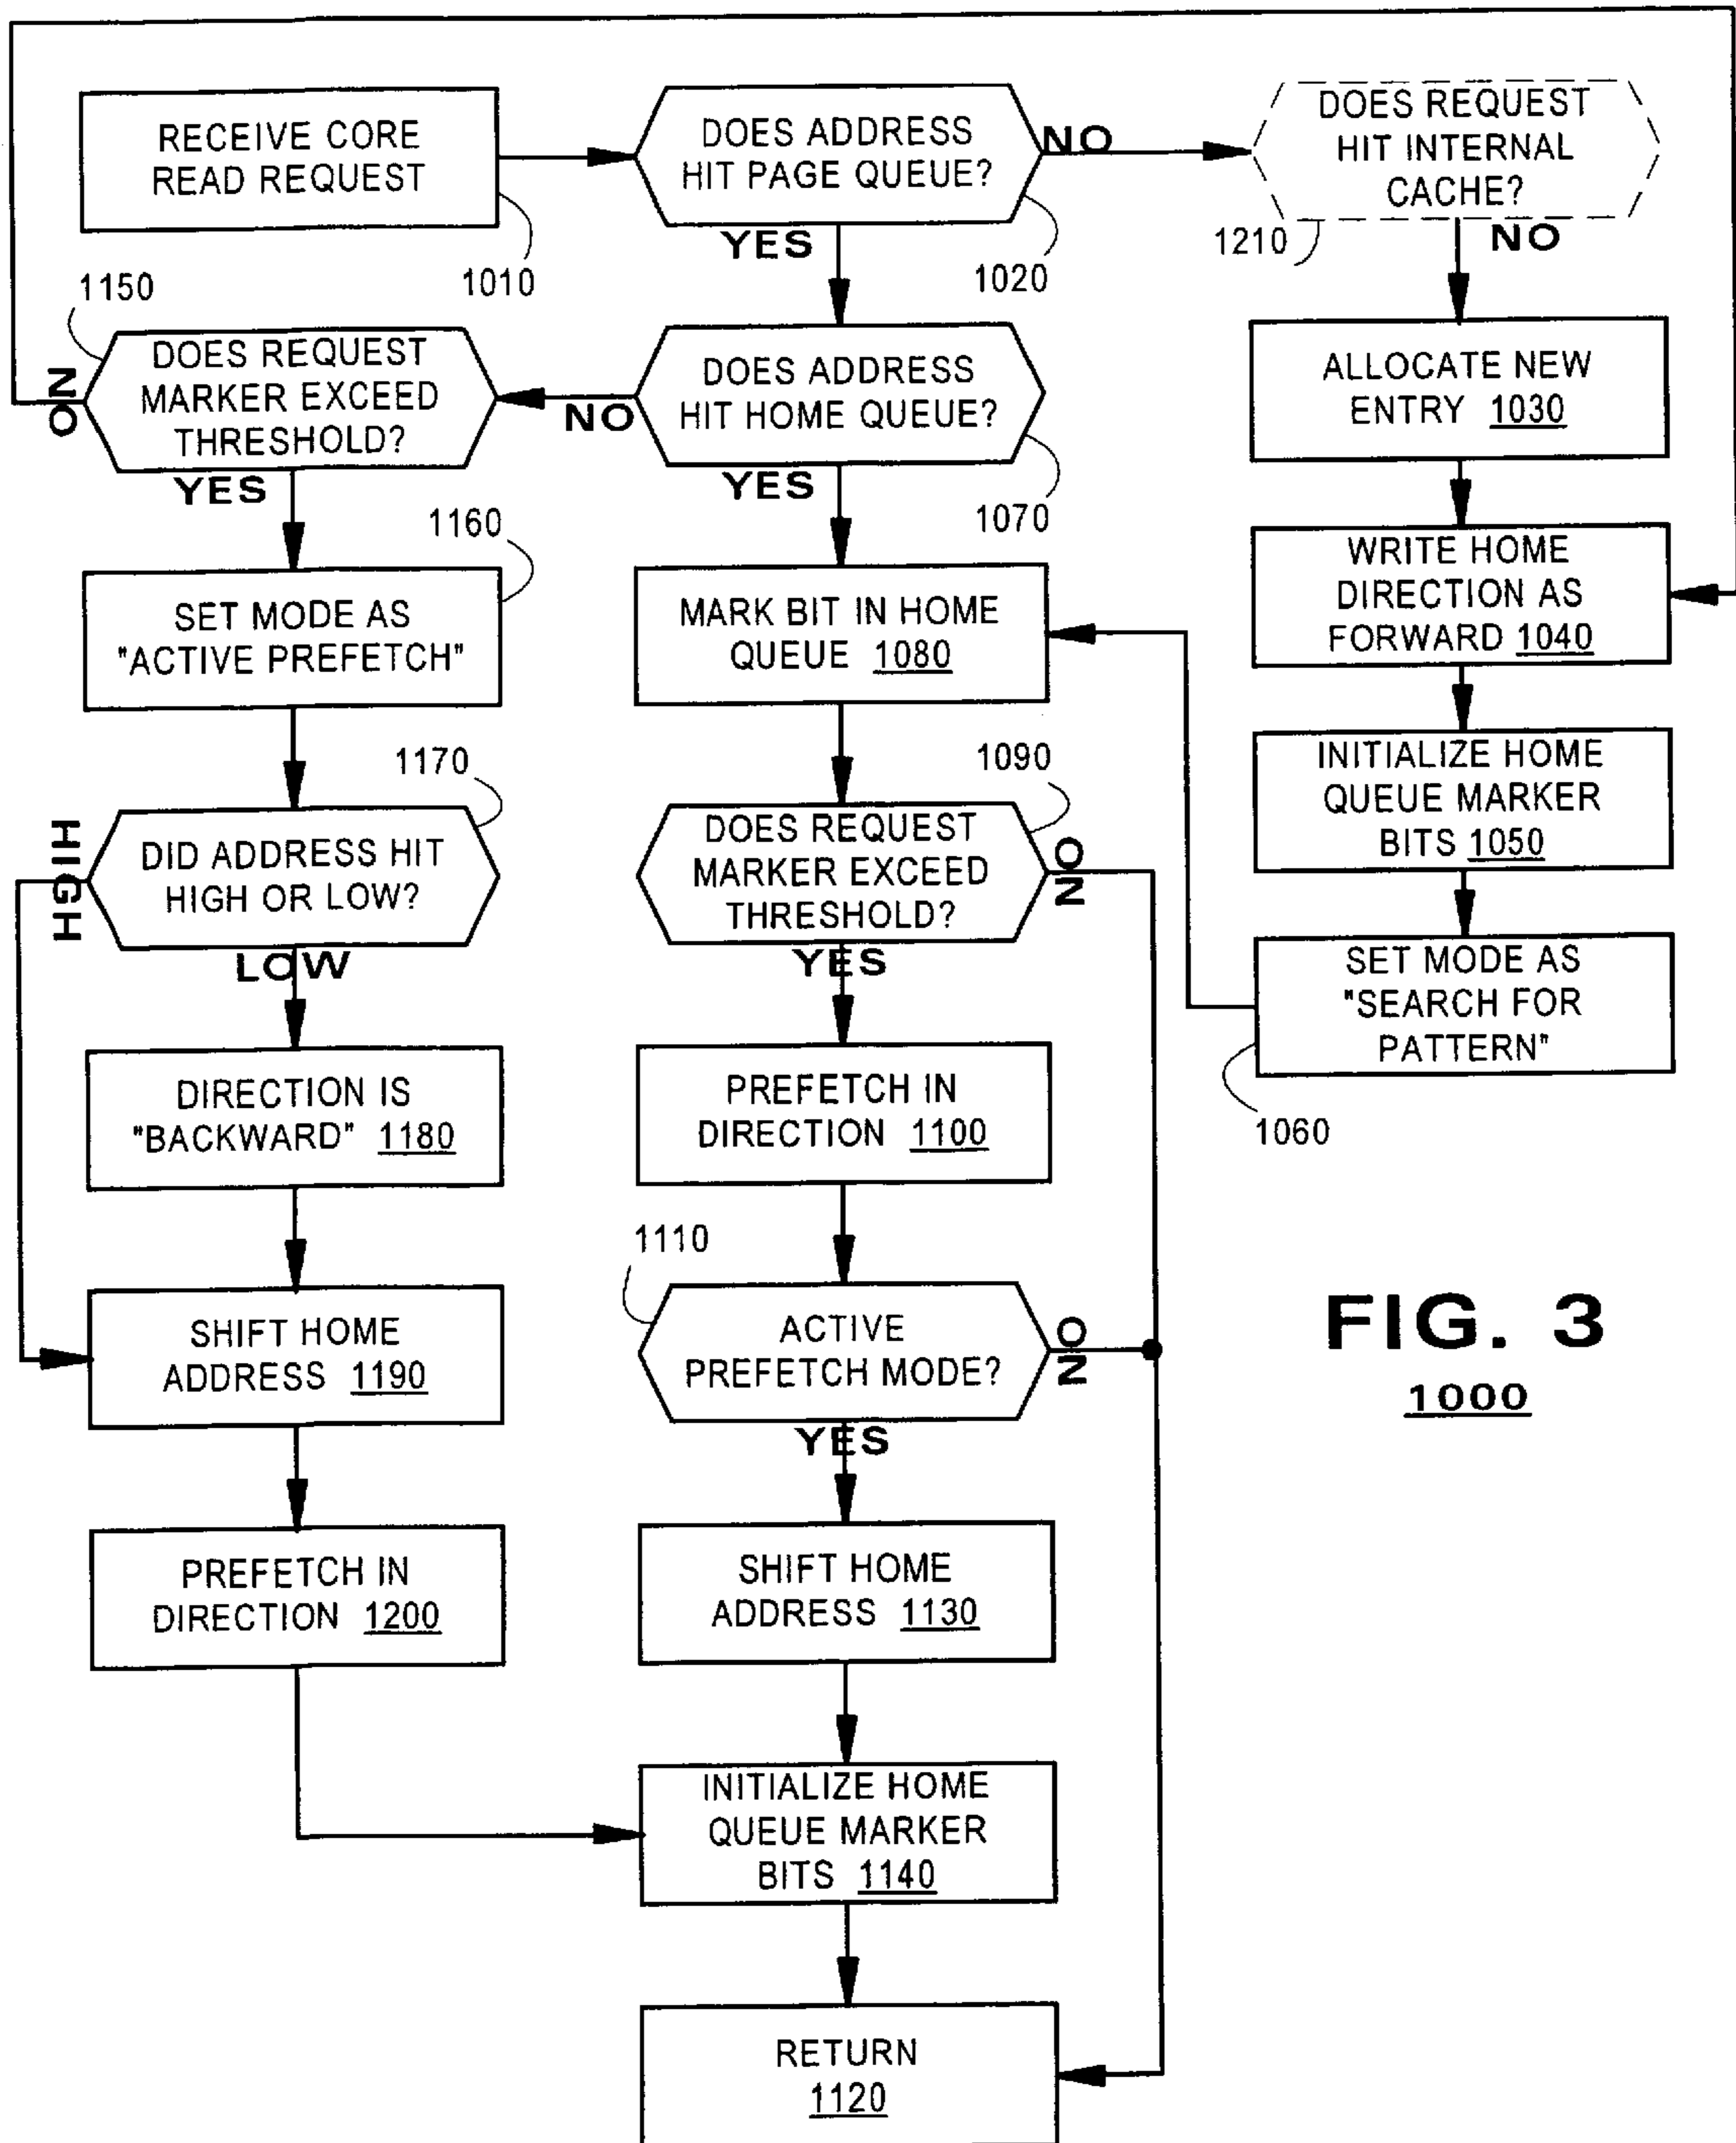 RECEIVE CORE
READ REQUEST
1010
DOES ADDRESS
HIT PAGE QUEUE?
1020
NO
YES
DOES REQUEST
HIT INTERNAL
CACHE?
1210
NO
ALLOCATE NEW
ENTRY 1030
WRITE HOME
DIRECTION AS
FORWARD 1040
INITIALIZE HOME
QUEUE MARKER
BITS 1050
SET MODE AS
"SEARCH FOR
PATTERN"
1060
DOES ADDRESS
HIT HOME QUEUE?
1070
NO
YES
MARK BIT IN HOME
QUEUE 1080
1090
DOES REQUEST
MARKER EXCEED
THRESHOLD?
NO
YES
PREFETCH IN
DIRECTION 1100
1110
ACTIVE
PREFETCH MODE?
NO
YES
SHIFT HOME
ADDRESS 1130
INITIALIZE HOME
QUEUE MARKER
BITS 1140
RETURN
1120
1150
DOES REQUEST
MARKER EXCEED
THRESHOLD?
NO
YES
1160
SET MODE AS
"ACTIVE PREFETCH"
1170
DID ADDRESS HIT
HIGH OR LOW?
HIGH
LOW
DIRECTION IS
"BACKWARD" 1180
SHIFT HOME
ADDRESS 1190
PREFETCH IN
DIRECTION 1200
FIG. 3
1000